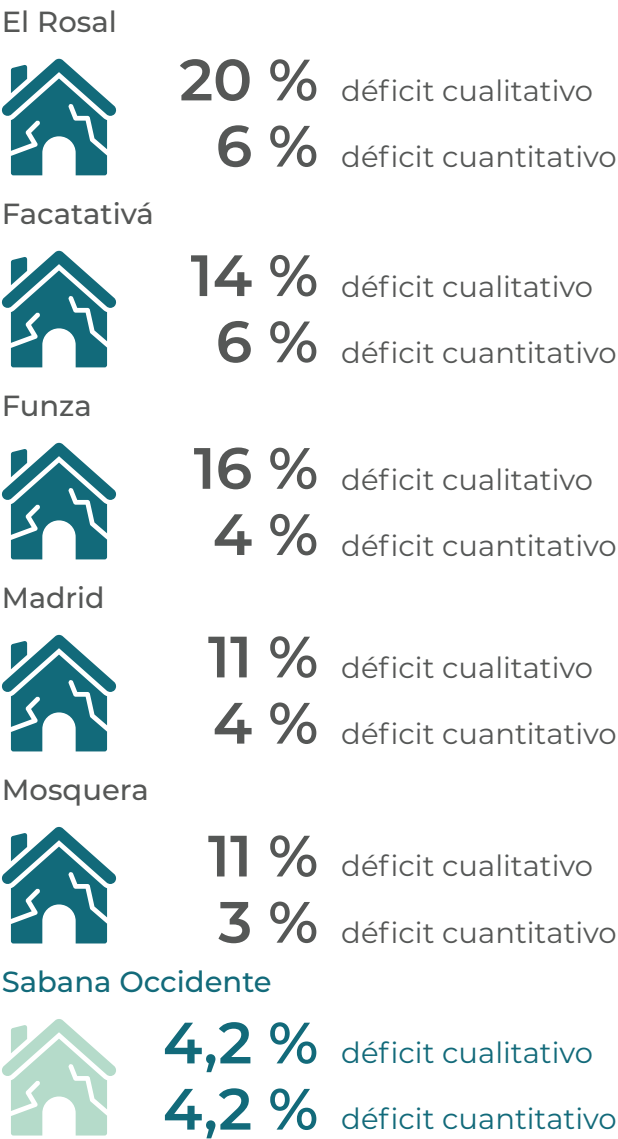 El Rosal
20 % déficit cualitativo
6 % déficit cuantitativo
Facatativá
14 % déficit cualitativo
6 % déficit cuantitativo
Funza
16 % déficit cualitativo
4 % déficit cuantitativo
Madrid
11 % déficit cualitativo
4 % déficit cuantitativo
Mosquera
11 % déficit cualitativo
3 % déficit cuantitativo
Sabana Occidente
4,2 % déficit cualitativo
4,2 % déficit cuantitativo